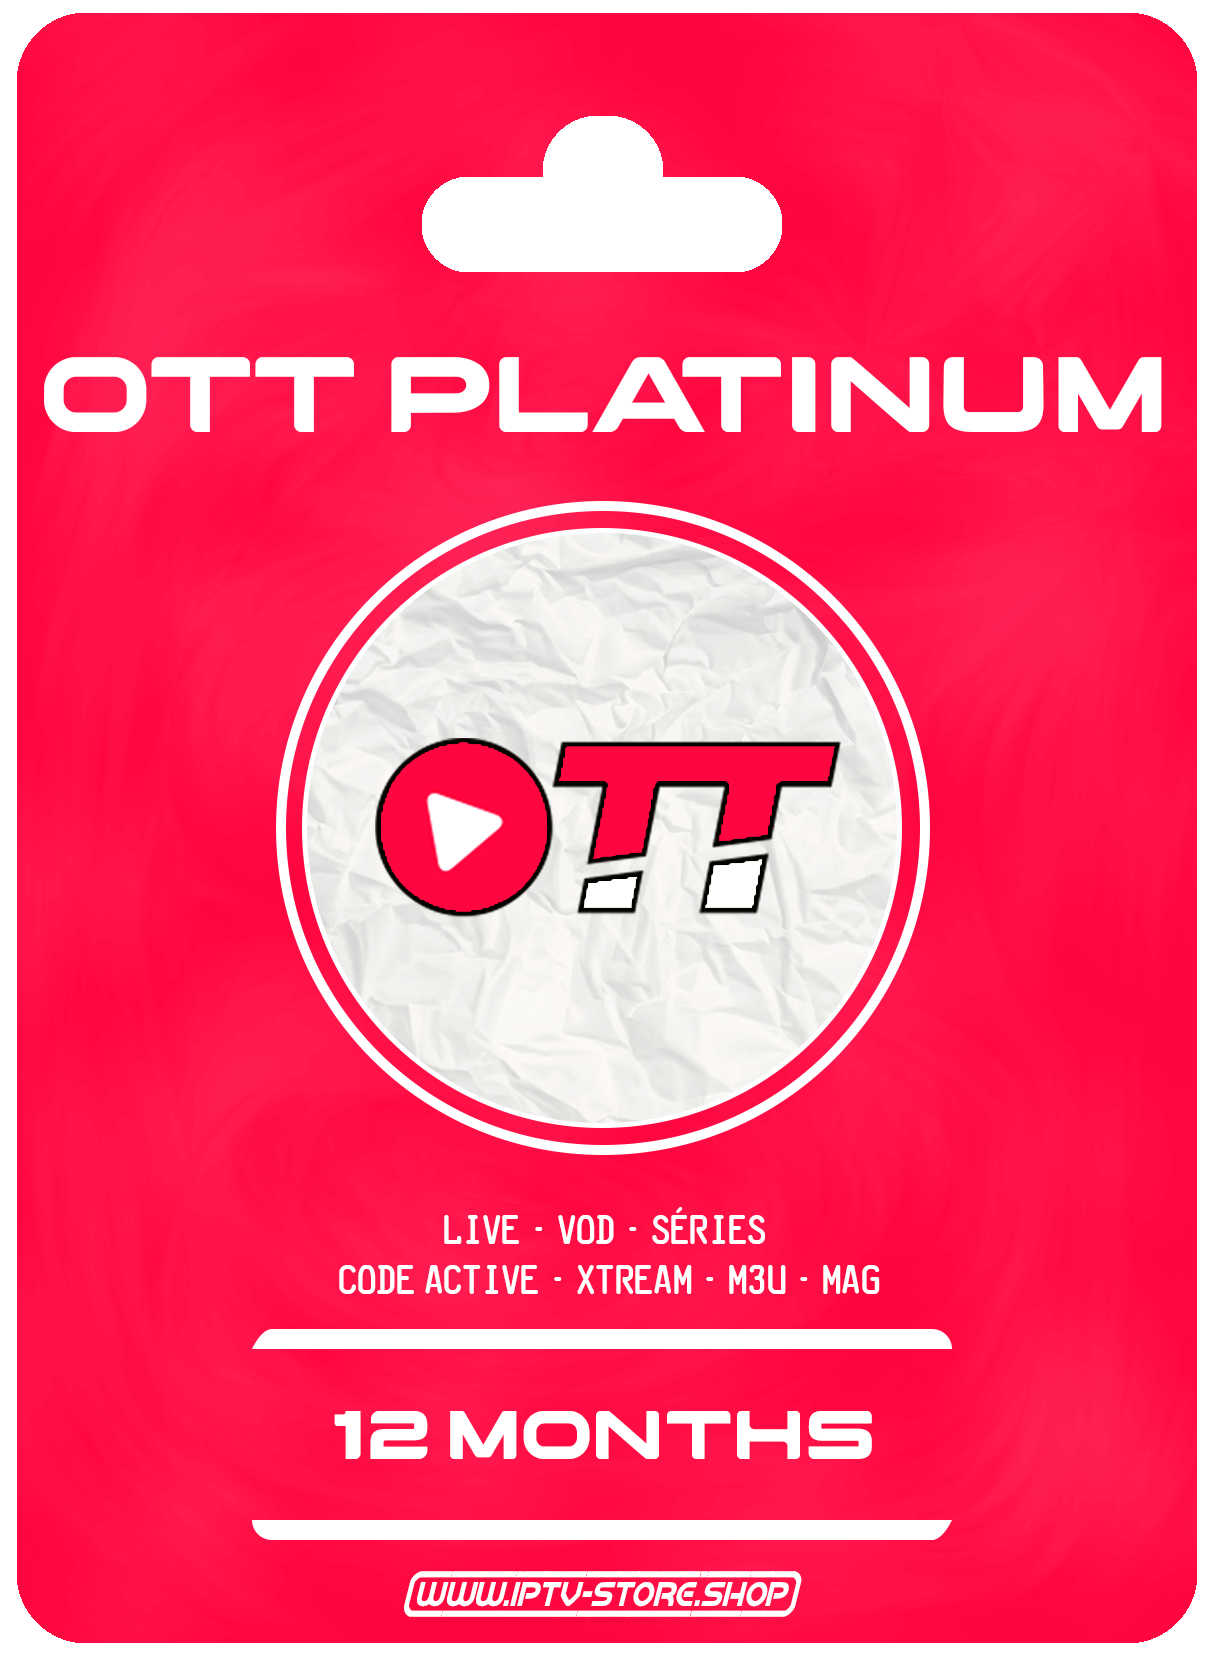 OTT PLATINUM
OTT
LIVE - VOD - SÉRIES
CODE ACTIVE - XTREAM - M3U - MAG
12 MONTHS
WWW.IPTV-STORE.SHOP